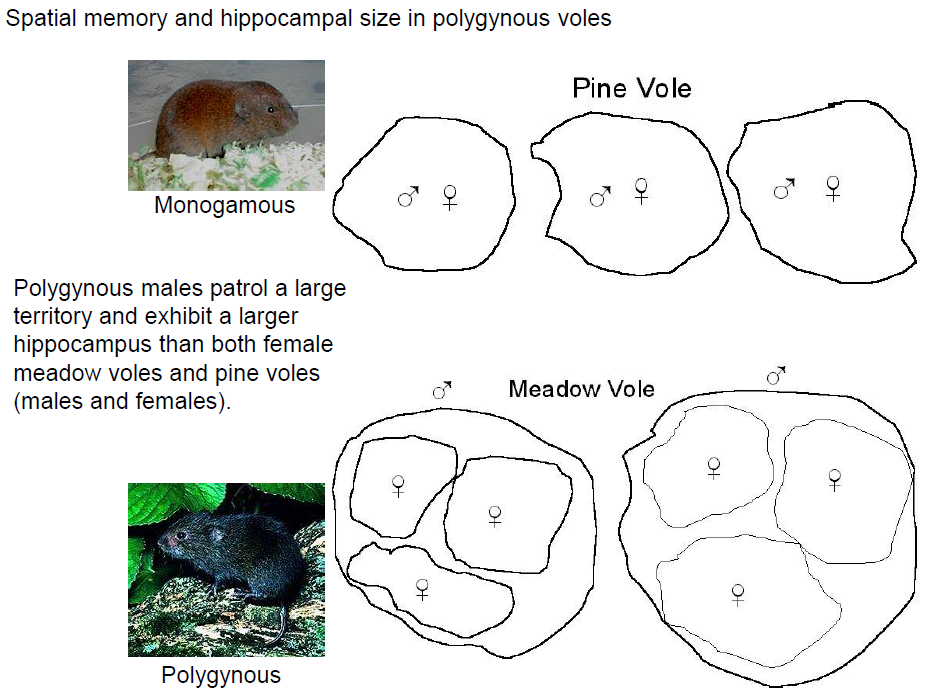 Spatial memory and hippocampal size in polygynous voles
Pine Vole
♂ ♀
♂ ♀
♂ ♀
Monogamous
Polygynous males patrol a large
territory and exhibit a larger
hippocampus than both female
meadow voles and pine voles
(males and females).
Meadow Vole
♂
♀
♀
♀
♂
♀
♀
♀
Polygynous